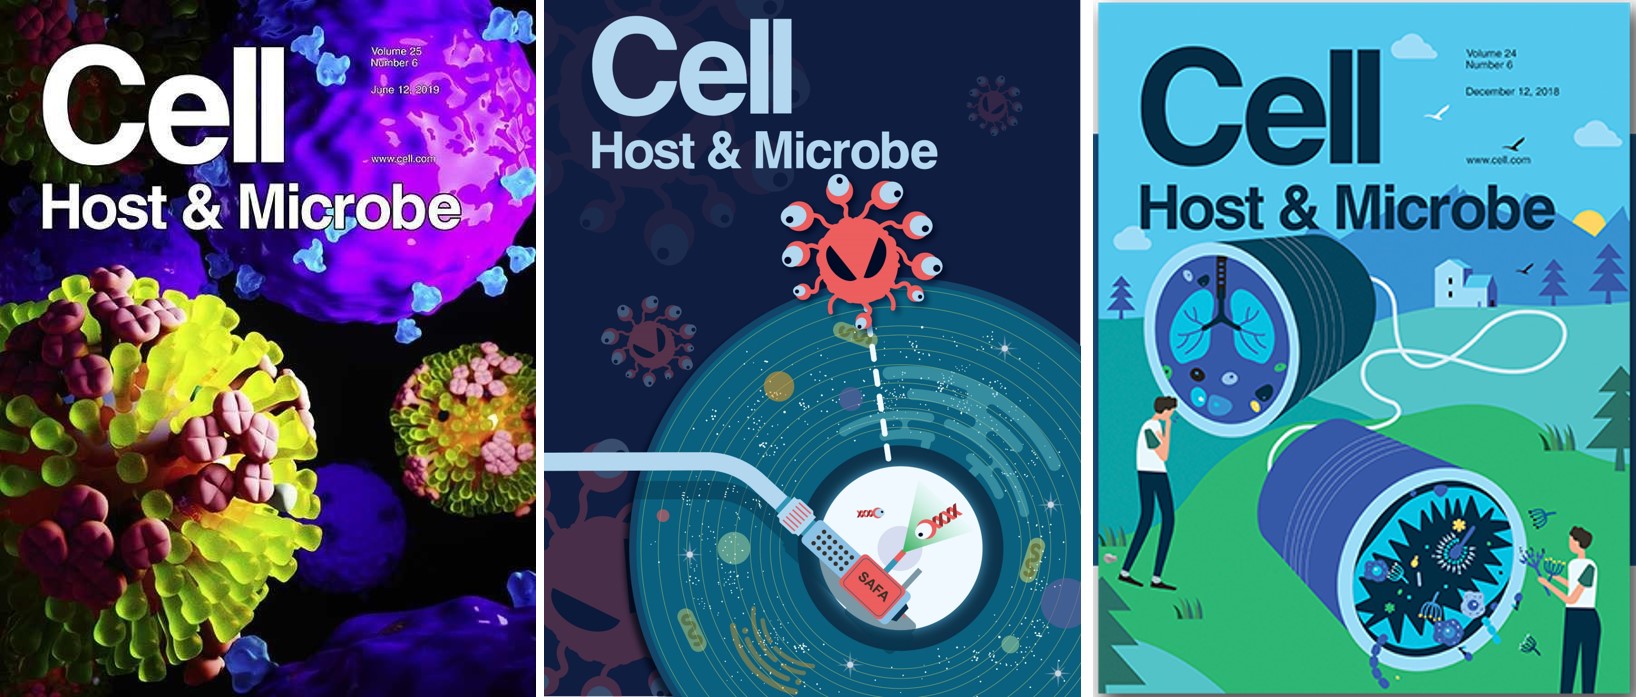 Cell
Volume 25
Number 6
June 12, 2019
www.cell.com
Host & Microbe
Cell
Host & Microbe
SAFA
Cell
Volume 24
Number 6
December 12, 2018
www.cell.com
Host & Microbe